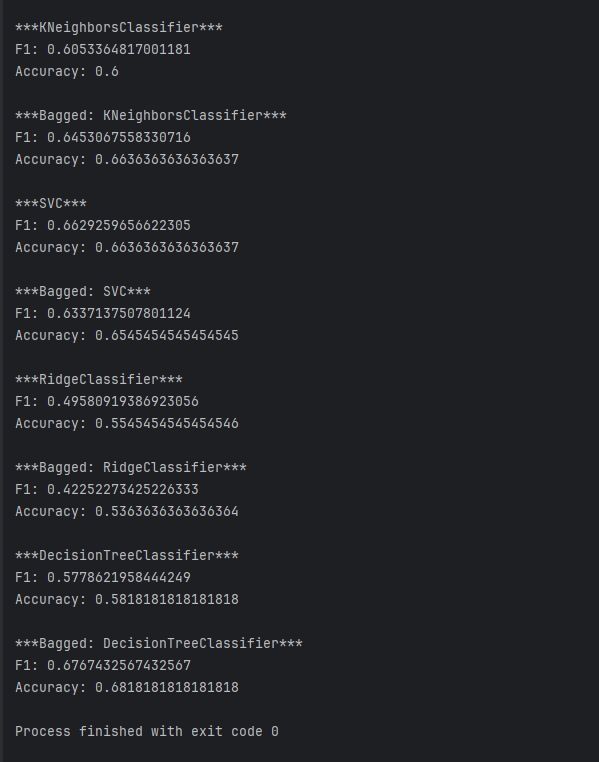 ***KNeighborsClassifier***
F1: 0.6053364817001181
Accuracy: 0.6
***Bagged: KNeighborsClassifier***
F1: 0.6453067558330716
Accuracy: 0.6636363636363637
***SVC***
F1: 0.6629259656622305
Accuracy: 0.6636363636363637
***Bagged: SVC***
F1: 0.6337137507801124
Accuracy: 0.6545454545454545
***RidgeClassifier***
F1: 0.49580919386923056
Accuracy: 0.5545454545454546
***Bagged: RidgeClassifier***
F1: 0.42252273425226333
Accuracy: 0.5363636363636364
***DecisionTreeClassifier***
F1: 0.5778621958444249
Accuracy: 0.5818181818181818
***Bagged: DecisionTreeClassifier***
F1: 0.6767432567432567
Accuracy: 0.6818181818181818
Process finished with exit code 0